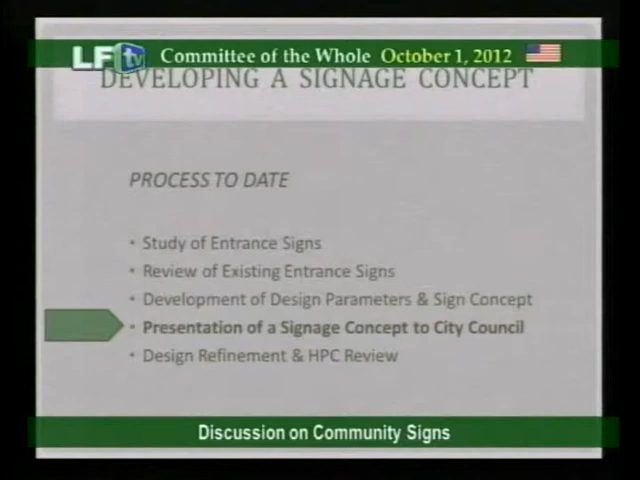 LFtv Committee of the Whole October 1, 2012
DEVELOPING A SIGNAGE CONCEPT
PROCESS TO DATE
• Study of Entrance Signs
• Review of Existing Entrance Signs
• Development of Design Parameters & Sign Concept
• Presentation of a Signage Concept to City Council
• Design Refinement & HPC Review
Discussion on Community Signs